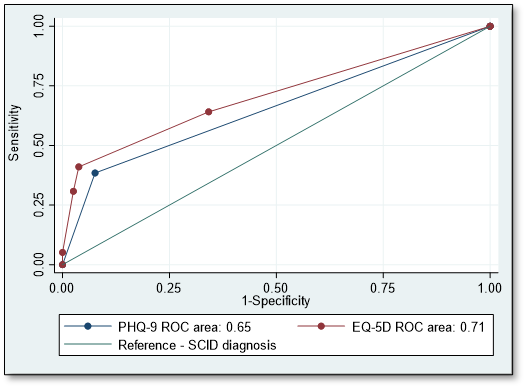 1.00
0.75
0.50
0.25
0.00
Sensitivity
0.00 0.25 0.50 0.75 1.00
1-Specificity
PHQ-9 ROC area: 0.65 EQ-5D ROC area: 0.71
Reference - SCID diagnosis